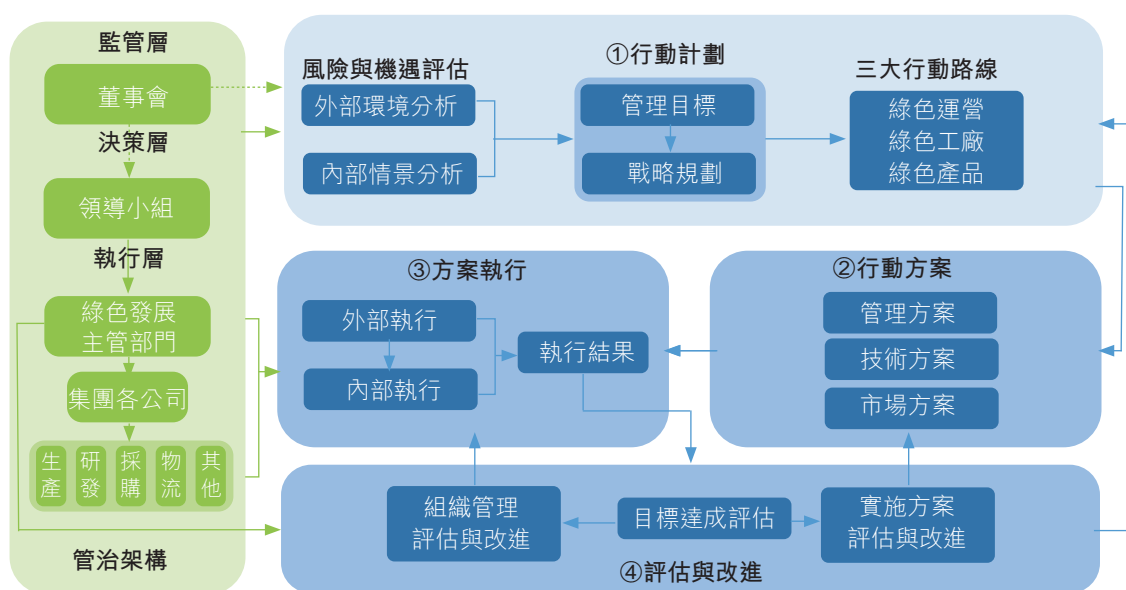 監管層
董事會
決策層
領導小組
執行層
綠色發展
主管部門
集團各公司
生產
研發
採購
物流
其他
管治架構
①行動計劃
風險與機遇評估
外部環境分析
內部情景分析
管理目標
戰略規劃
三大行動路線
綠色運營
綠色工廠
綠色產品
③方案執行
外部執行
內部執行
執行結果
②行動方案
管理方案
技術方案
市場方案
組織管理
評估與改進
目標達成評估
實施方案
評估與改進
④評估與改進